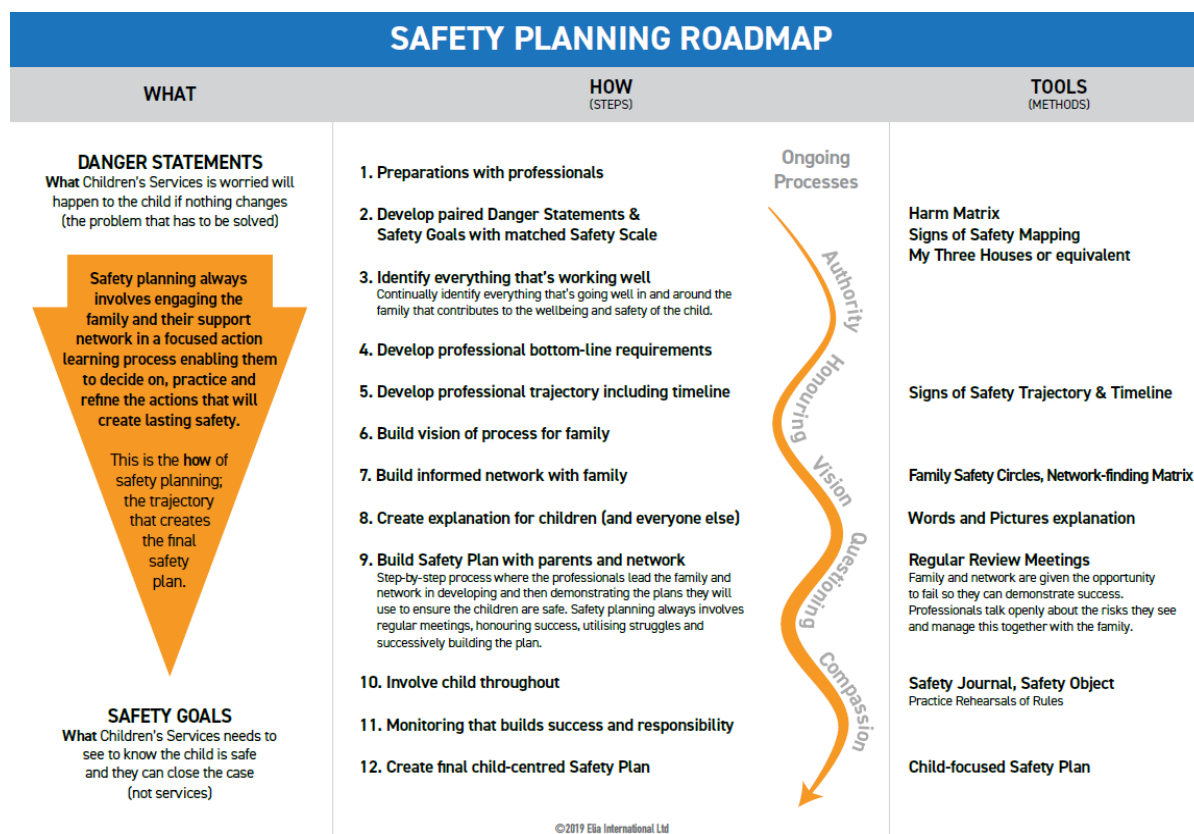 SAFETY PLANNING ROADMAP
WHAT
HOW
(STEPS)
TOOLS
(METHODS)
DANGER STATEMENTS
What Children's Services is worried will
happen to the child if nothing changes
(the problem that has to be solved)
Safety planning always
involves engaging the
family and their support
network in a focused action
learning process enabling them
to decide on, practice and
refine the actions that will
create lasting safety.
This is the how of
safety planning;
the trajectory
that creates
the final
safety
plan.
SAFETY GOALS
What Children's Services needs to
see to know the child is safe
and they can close the case
(not services)
1. Preparations with professionals
2. Develop paired Danger Statements &
Safety Goals with matched Safety Scale
3. Identify everything that's working well
Continually identify everything that's going well in and around the
family that contributes to the wellbeing and safety of the child.
4. Develop professional bottom-line requirements
5. Develop professional trajectory including timeline
6. Build vision of process for family
7. Build informed network with family
8. Create explanation for children (and everyone else)
9. Build Safety Plan with parents and network
Step-by-step process where the professionals lead the family and
network in developing and then demonstrating the plans they will
use to ensure the children are safe. Safety planning always involves
regular meetings, honouring success, utilising struggles and
successively building the plan.
10. Involve child throughout
11. Monitoring that builds success and responsibility
12. Create final child-centred Safety Plan
Ongoing
Processes
Authority
Honouring
Vision
Questioning
Compassion
Harm Matrix
Signs of Safety Mapping
My Three Houses or equivalent
Signs of Safety Trajectory & Timeline
Family Safety Circles, Network-finding Matrix
Words and Pictures explanation
Regular Review Meetings
Family and network are given the opportunity
to fail so they can demonstrate success.
Professionals talk openly about the risks they see
and manage this together with the family.
Safety Journal, Safety Object
Practice Rehearsals of Rules
Child-focused Safety Plan
©2019 Elia International Ltd